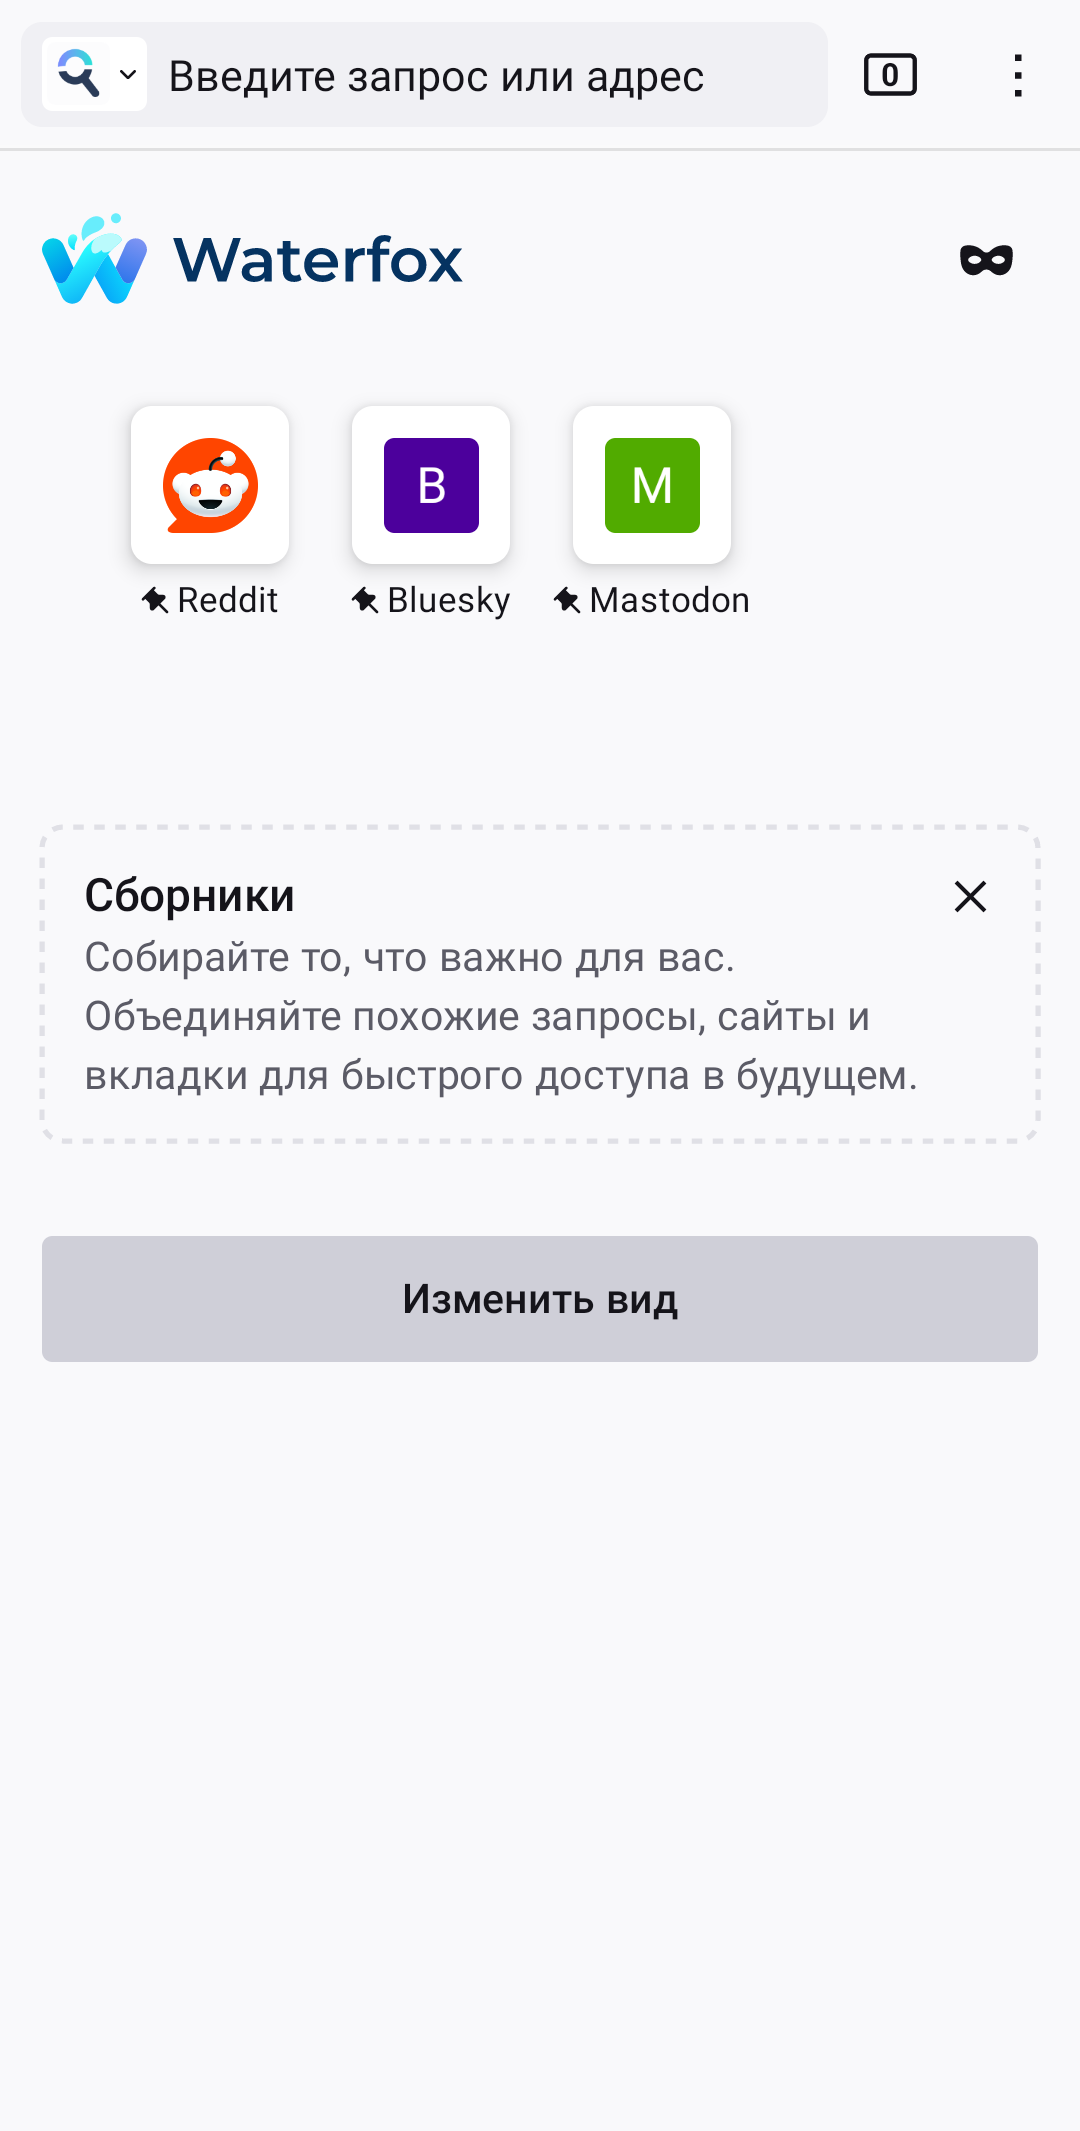 Введите запрос или адрес
0
Waterfox
B
M
Reddit
Bluesky
Mastodon
Сборники
Собирайте то, что важно для вас.
Объединяйте похожие запросы, сайты и
вкладки для быстрого доступа в будущем.
Изменить вид